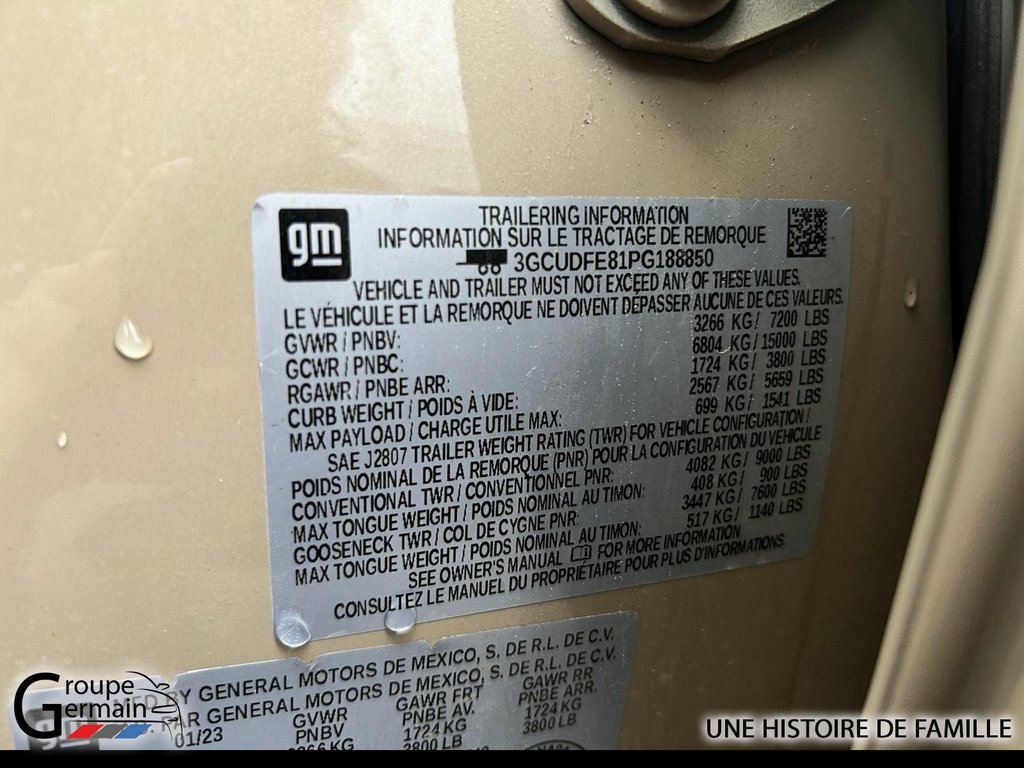 gm
TRAILERING INFORMATION
INFORMATION SUR LE TRACTAGE DE REMORQUE
3GCUDFE81PG188850
VEHICLE AND TRAILER MUST NOT EXCEED ANY OF THESE VALUES.
LE VÉHICULE ET LA REMORQUE NE DOIVENT DÉPASSER AUCUNE DE CES VALEURS.
GVWR / PNBV: 3266 KG / 7200 LBS
GCWR / PNBC: 6804 KG / 15000 LBS
RGAWR / PNBE ARR: 1724 KG / 3800 LBS
CURB WEIGHT / POIDS À VIDE: 2567 KG / 5659 LBS
MAX PAYLOAD / CHARGE UTILE MAX: 699 KG / 1541 LBS
SAE J2807 TRAILER WEIGHT RATING (TWR) FOR VEHICLE CONFIGURATION /
POIDS NOMINAL DE LA REMORQUE (PNR) POUR LA CONFIGURATION DU VÉHICULE
CONVENTIONAL TWR / CONVENTIONNEL PNR: 4082 KG / 9000 LBS
MAX TONGUE WEIGHT / POIDS NOMINAL AU TIMON: 408 KG / 900 LBS
GOOSENECK TWR / COL DE CYGNE PNR: 3447 KG / 7600 LBS
MAX TONGUE WEIGHT / POIDS NOMINAL AU TIMON: 517 KG / 1140 LBS
SEE OWNER'S MANUAL FOR MORE INFORMATION
CONSULTEZ LE MANUEL DU PROPRIÉTAIRE POUR PLUS D'INFORMATIONS.
BY GENERAL MOTORS DE MEXICO, S. DE R.L. DE C.V.
PAR GENERAL MOTORS DE MEXICO, S. DE R.L. DE C.V.
GVWR GAWR FRT GAWR RR
01/23 PNBV PNBE AV. PNBE ARR.
1724 KG 1724 KG
3800 LB 3800 LB
Groupe
Germain
UNE HISTOIRE DE FAMILLE